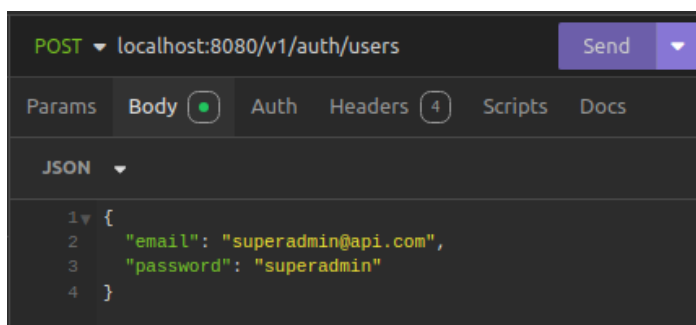 POST localhost:8080/v1/auth/users Send
Params Body Auth Headers 4 Scripts Docs
JSON
1 {
2 "email": "superadmin@api.com",
3 "password": "superadmin"
4 }